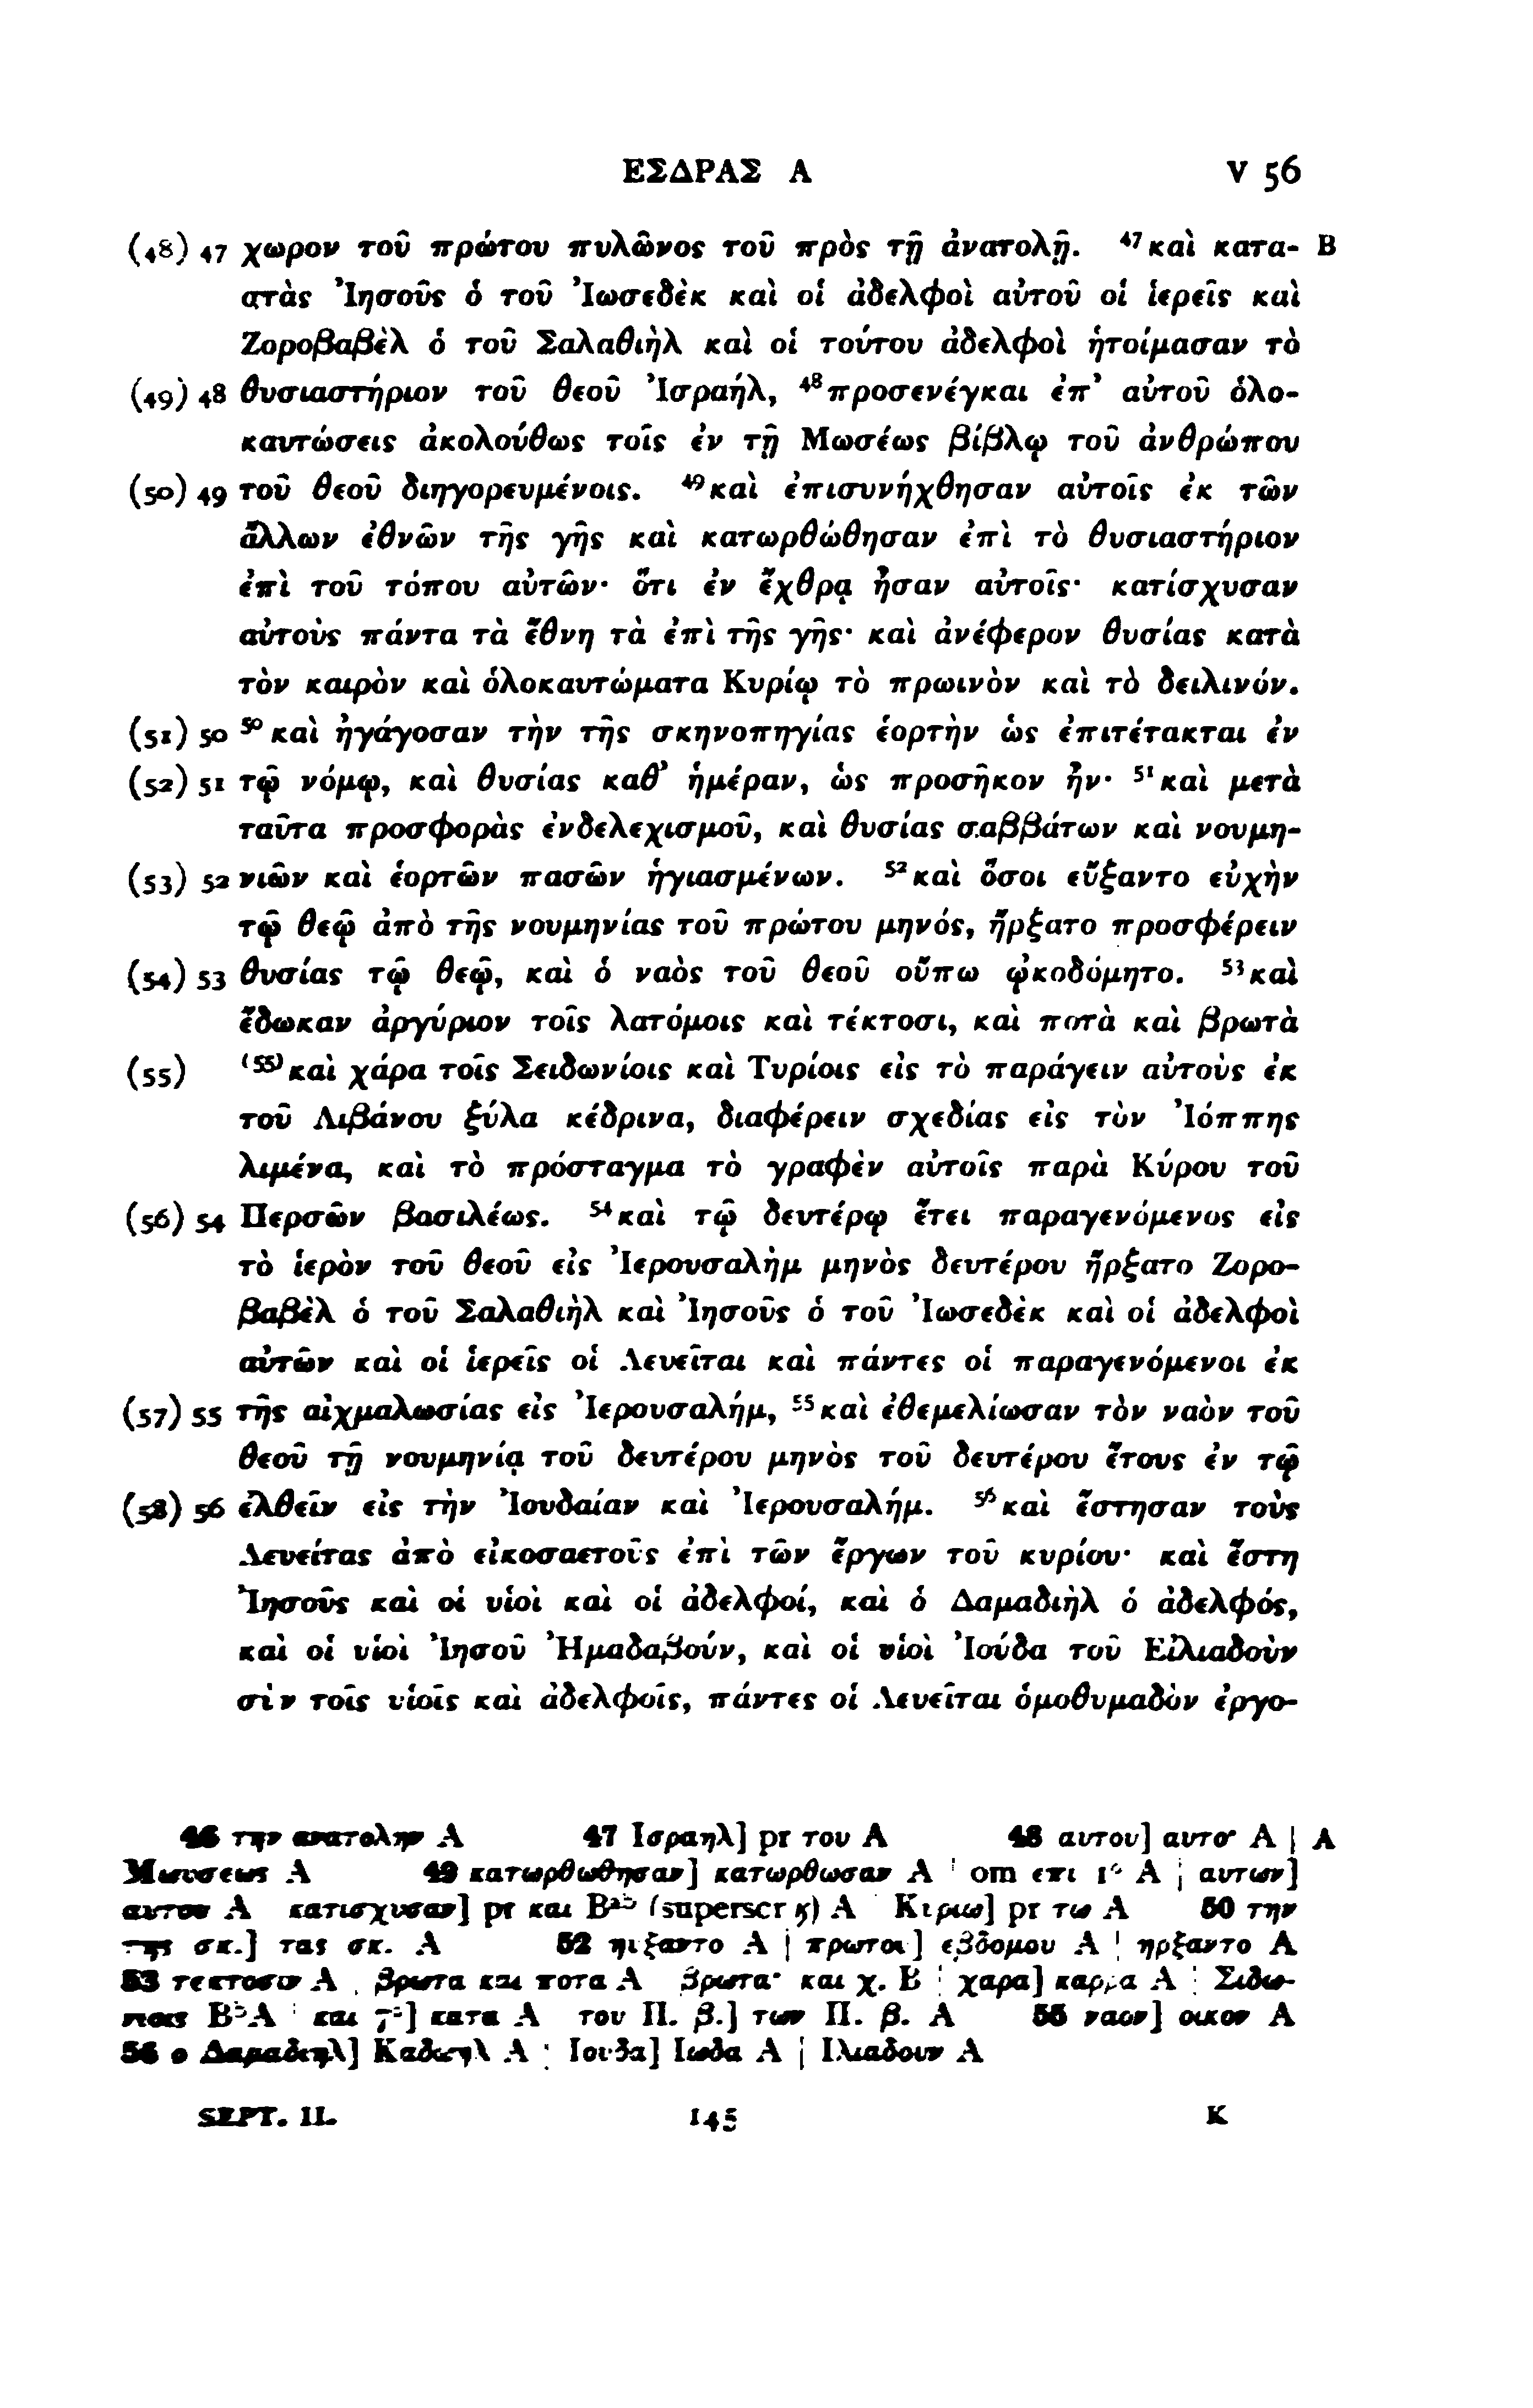 ΕΣΔΡΑΣ Α V 56
(48) 47 χωρον τοῦ πρώτου πυλῶνος τοῦ πρὸς τῇ ἀνατολῇ. ⁴⁷καὶ κατα- B
στὰς Ἰησοῦς ὁ τοῦ Ἰωσεδὲκ καὶ οἱ ἀδελφοὶ αὐτοῦ οἱ ἱερεῖς καὶ
Ζοροβαβὲλ ὁ τοῦ Σαλαθιὴλ καὶ οἱ τούτου ἀδελφοὶ ἡτοίμασαν τὸ
(49) 48 θυσιαστήριον τοῦ θεοῦ Ἰσραήλ, ⁴⁸προσενέγκαι ἐπ᾽ αὐτοῦ ὁλο-
καυτώσεις ἀκολούθως τοῖς ἐν τῇ Μωσέως βίβλῳ τοῦ ἀνθρώπου
(50) 49 τοῦ θεοῦ διηγορευμένοις. ⁴⁹καὶ ἐπισυνήχθησαν αὐτοῖς ἐκ τῶν
ἄλλων ἐθνῶν τῆς γῆς καὶ κατωρθώθησαν ἐπὶ τὸ θυσιαστήριον
ἐπὶ τοῦ τόπου αὐτῶν· ὅτι ἐν ἔχθρᾳ ἦσαν αὐτοῖς· κατίσχυσαν
αὐτοὺς πάντα τὰ ἔθνη τὰ ἐπὶ τῆς γῆς· καὶ ἀνέφερον θυσίας κατὰ
τὸν καιρὸν καὶ ὁλοκαυτώματα Κυρίῳ τὸ πρωινὸν καὶ τὸ δειλινόν.
(51) 50 ⁵⁰καὶ ἠγάγοσαν τὴν τῆς σκηνοπηγίας ἑορτὴν ὡς ἐπιτέτακται ἐν
(52) 51 τῷ νόμῳ, καὶ θυσίας καθ᾽ ἡμέραν, ὡς προσῆκον ἦν· ⁵¹καὶ μετὰ
ταῦτα προσφορὰς ἐνδελεχισμοῦ, καὶ θυσίας σαββάτων καὶ νουμη-
(53) 52 νιῶν καὶ ἑορτῶν πασῶν ἡγιασμένων. ⁵²καὶ ὅσοι εὔξαντο εὐχὴν
τῷ θεῷ ἀπὸ τῆς νουμηνίας τοῦ πρώτου μηνός, ἤρξατο προσφέρειν
(54) 53 θυσίας τῷ θεῷ, καὶ ὁ ναὸς τοῦ θεοῦ οὔπω ᾠκοδόμητο. ⁵³καὶ
ἔδωκαν ἀργύριον τοῖς λατόμοις καὶ τέκτοσι, καὶ ποτὰ καὶ βρωτὰ
(55) ⁽⁵⁵⁾καὶ χάρα τοῖς Σειδωνίοις καὶ Τυρίοις εἰς τὸ παράγειν αὐτοὺς ἐκ
τοῦ Λιβάνου ξύλα κέδρινα, διαφέρειν σχεδίας εἰς τὸν Ἰόππης
λιμένα, καὶ τὸ πρόσταγμα τὸ γραφὲν αὐτοῖς παρὰ Κύρου τοῦ
(56) 54 Περσῶν βασιλέως. ⁵⁴καὶ τῷ δευτέρῳ ἔτει παραγενόμενος εἰς
τὸ ἱερὸν τοῦ θεοῦ εἰς Ἰερουσαλὴμ μηνὸς δευτέρου ἤρξατο Ζορο-
βαβὲλ ὁ τοῦ Σαλαθιὴλ καὶ Ἰησοῦς ὁ τοῦ Ἰωσεδὲκ καὶ οἱ ἀδελφοὶ
αὐτῶν καὶ οἱ ἱερεῖς οἱ Λευεῖται καὶ πάντες οἱ παραγενόμενοι ἐκ
(57) 55 τῆς αἰχμαλωσίας εἰς Ἰερουσαλήμ, ⁵⁵καὶ ἐθεμελίωσαν τὸν ναὸν τοῦ
θεοῦ τῇ νουμηνίᾳ τοῦ δευτέρου μηνὸς τοῦ δευτέρου ἔτους ἐν τῷ
(58) 56 ἐλθεῖν εἰς τὴν Ἰουδαίαν καὶ Ἰερουσαλήμ. ⁵⁶καὶ ἔστησαν τοὺς
Λευείτας ἀπὸ εἰκοσαετοῦς ἐπὶ τῶν ἔργων τοῦ κυρίου· καὶ ἔστη
Ἰησοῦς καὶ οἱ υἱοὶ καὶ οἱ ἀδελφοί, καὶ ὁ Δαμαδιὴλ ὁ ἀδελφός,
καὶ οἱ υἱοὶ Ἰησοῦ Ἠμαδαβούν, καὶ οἱ υἱοὶ Ἰούδα τοῦ Εἰλιαδοὺν
σὺν τοῖς υἱοῖς καὶ ἀδελφοῖς, πάντες οἱ Λευεῖται ὁμοθυμαδὸν ἐργο-
46 την ανατολην A 47 Ισραηλ] pr του A 48 αυτου] αυτο A | A
Μωυσεως A 49 κατωρθωθησαν] κατωρθωσαν A | om επι 1° A | αυτων]
αυτου A κατισχυσαν] pr και Bᵃᵇ (superscr ϗ) A Κυριω] pr τω A 50 την
της σκ.] τας σκ. A 52 ηυξαντο A | πρωτου] εβδομου A | ηρξαντο A
53 τεκτοσιν A βρωτα και ποτα A βρωτα· και χ. B | χαρα] καρρα A | Σιδω-
νιοις BᵇA | και 7°] κατα A του Π. β.] των Π. β. A 55 ναον] οικον A
56 ο Δαμαδιηλ] Καδωηλ A | Ιουδα] Ιωδα A | Ιλιαδουν A
SEPT. II. 145 K